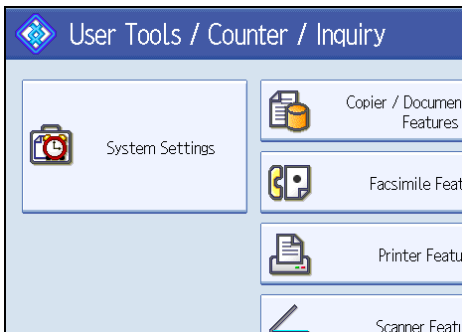 User Tools / Counter / Inquiry
System Settings
Copier / Documen
Features
Facsimile Feat
Printer Featu
Scanner Featu